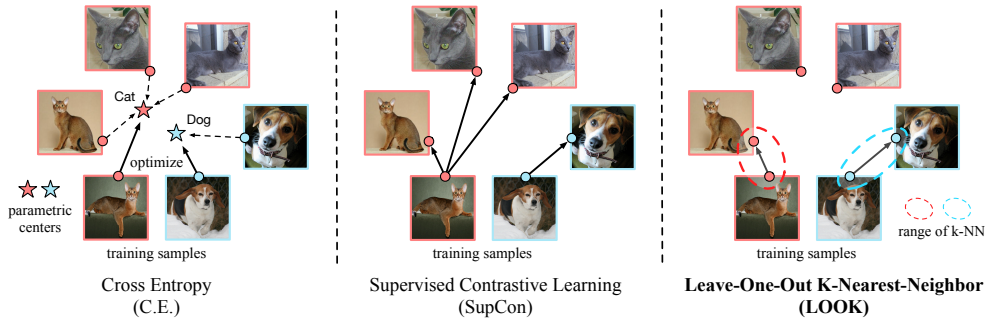 Cat
Dog
optimize
parametric
centers
training samples
Cross Entropy
(C.E.)
training samples
Supervised Contrastive Learning
(SupCon)
range of k-NN
training samples
Leave-One-Out K-Nearest-Neighbor
(LOOK)